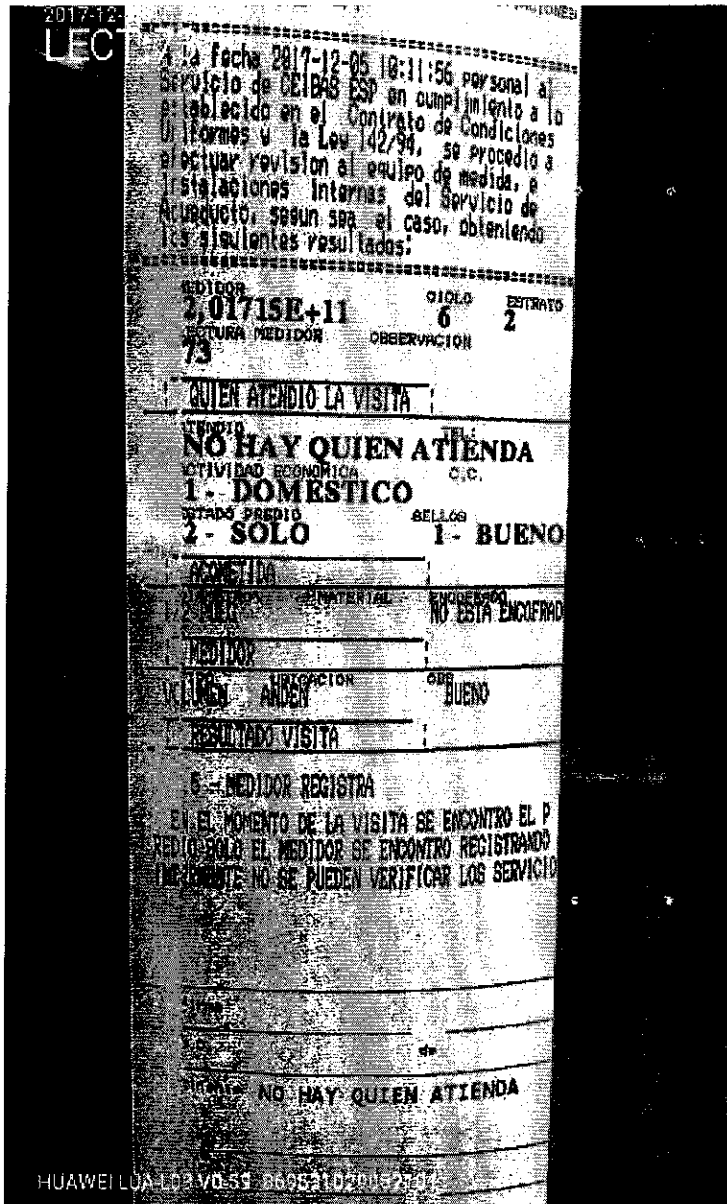 2017-12-
LECT
A la fecha 2017-12-05 10:11:56 personal al
Servicio de CEIBAS ESP en cumplimiento a lo
establecido en el Contrato de Condiciones
Uniformes y la Ley 142/94, se procedio a
efectuar revision al equipo de medida, e
Instalaciones Internas del Servicio de
Acueducto, segun sea el caso, obteniendo
los siguientes resultados:
MEDIDOR CICLO ESTRATO
2,01715E+11 6 2
LECTURA MEDIDOR OBSERVACION
73
QUIEN ATENDIO LA VISITA
ATENDIO TEL:
NO HAY QUIEN ATIENDA
ACTIVIDAD ECONOMICA C.C.
1 - DOMESTICO
ESTADO PREDIO SELLOS
2 - SOLO 1 - BUENO
ACOMETIDA
MATERIAL ENCOFRADO
1/2 PULG NO ESTA ENCOFRAD
MEDIDOR
UBICACION
VOLUMEN ANDEN BUENO
RESULTADO VISITA
5 - MEDIDOR REGISTRA
EN EL MOMENTO DE LA VISITA SE ENCONTRO EL P
REDIO SOLO EL MEDIDOR SE ENCONTRO REGISTRANDO
NO SE PUEDEN VERIFICAR LOS SERVICIO
de
NO HAY QUIEN ATIENDA